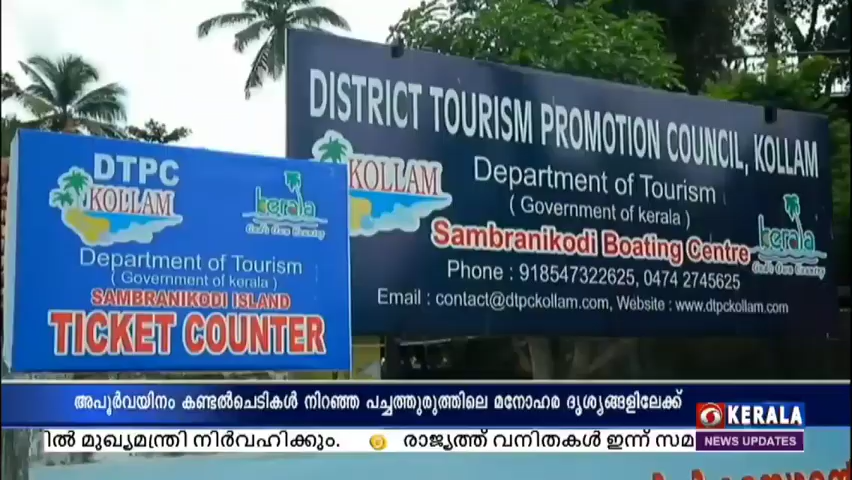 DISTRICT TOURISM PROMOTION COUNCIL, KOLLAM
KOLLAM
Department of Tourism
( Government of kerala )
Sambranikodi Boating Centre
kerala
God's Own Country
Phone : 918547322625, 0474 2745625
Email : contact@dtpckollam.com, Website : www.dtpckollam.com
DTPC
KOLLAM
kerala
God's Own Country
Department of Tourism
( Government of kerala )
SAMBRANIKODI ISLAND
TICKET COUNTER
അപൂർവയിനം കണ്ടൽചെടികൾ നിറഞ്ഞ പച്ചത്തുരുത്തിലെ മനോഹര ദൃശ്യങ്ങളിലേക്ക്
KERALA
NEWS UPDATES
ിൽ മുഖ്യമന്ത്രി നിർവഹിക്കും. രാജ്യത്ത് വനിതകൾ ഇന്ന് സമ